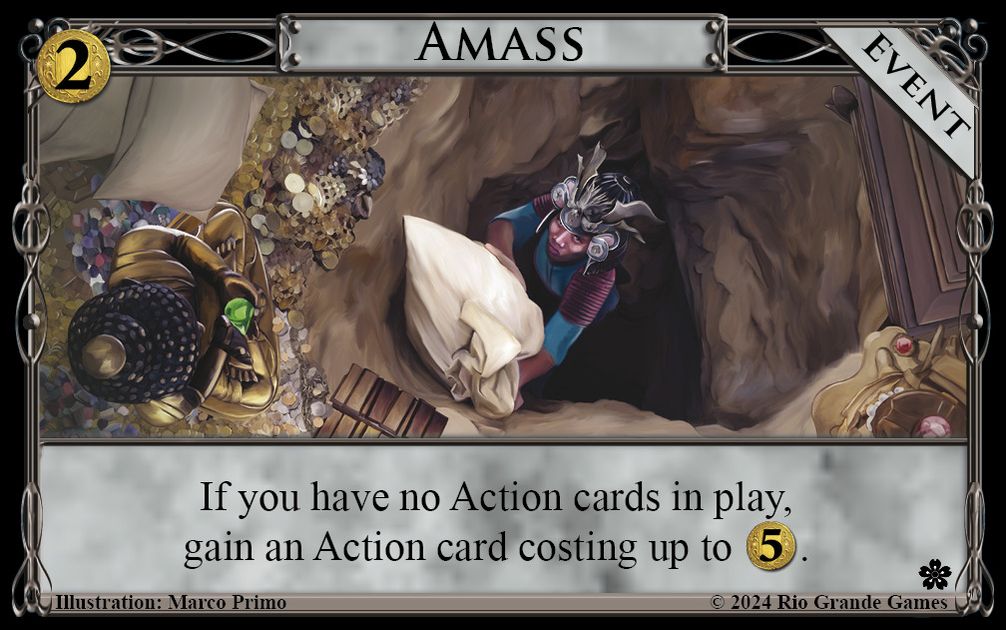 2
AMASS
EVENT
If you have no Action cards in play,
gain an Action card costing up to 5.
Illustration: Marco Primo
© 2024 Rio Grande Games